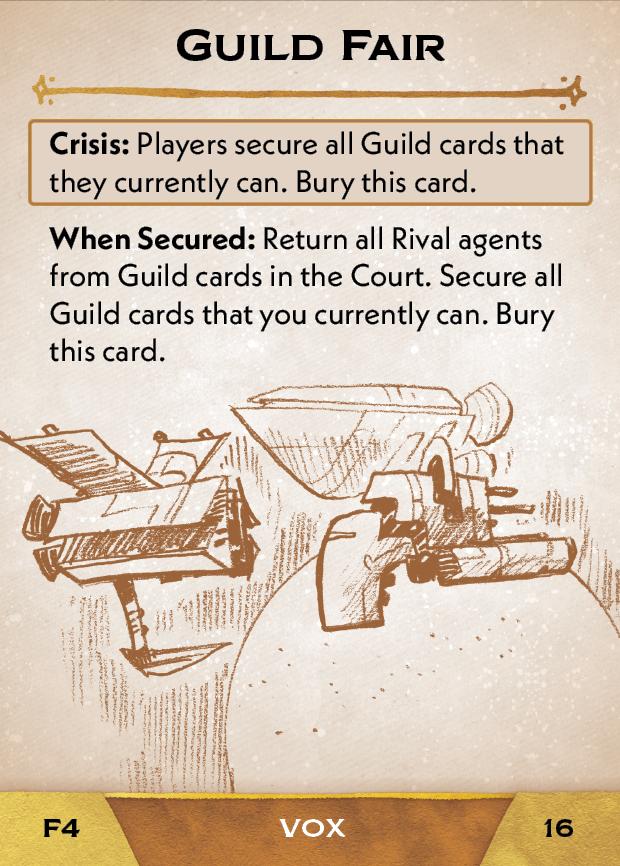 Guild Fair
Crisis: Players secure all Guild cards that
they currently can. Bury this card.
When Secured: Return all Rival agents
from Guild cards in the Court. Secure all
Guild cards that you currently can. Bury
this card.
F4 VOX 16